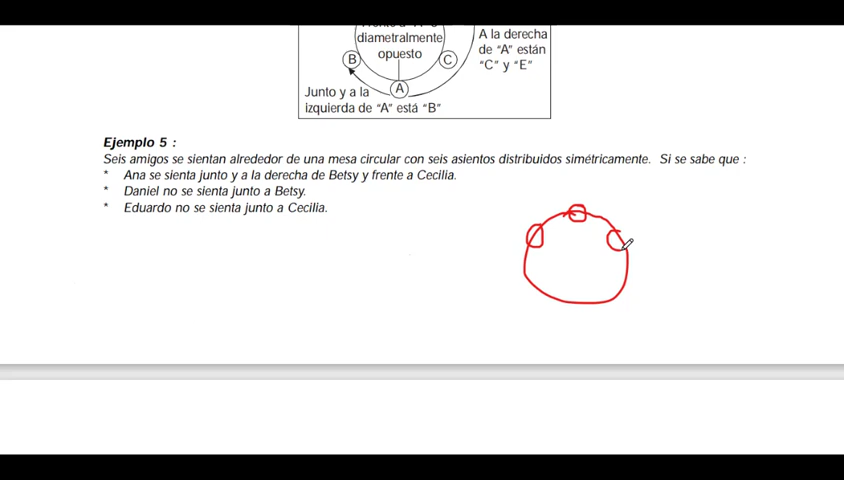 diametralmente
opuesto
A la derecha
de "A" están
"C" y "E"
B
C
A
Junto y a la
izquierda de "A" está "B"
Ejemplo 5 :
Seis amigos se sientan alrededor de una mesa circular con seis asientos distribuidos simétricamente. Si se sabe que :
* Ana se sienta junto y a la derecha de Betsy y frente a Cecilia.
* Daniel no se sienta junto a Betsy.
* Eduardo no se sienta junto a Cecilia.